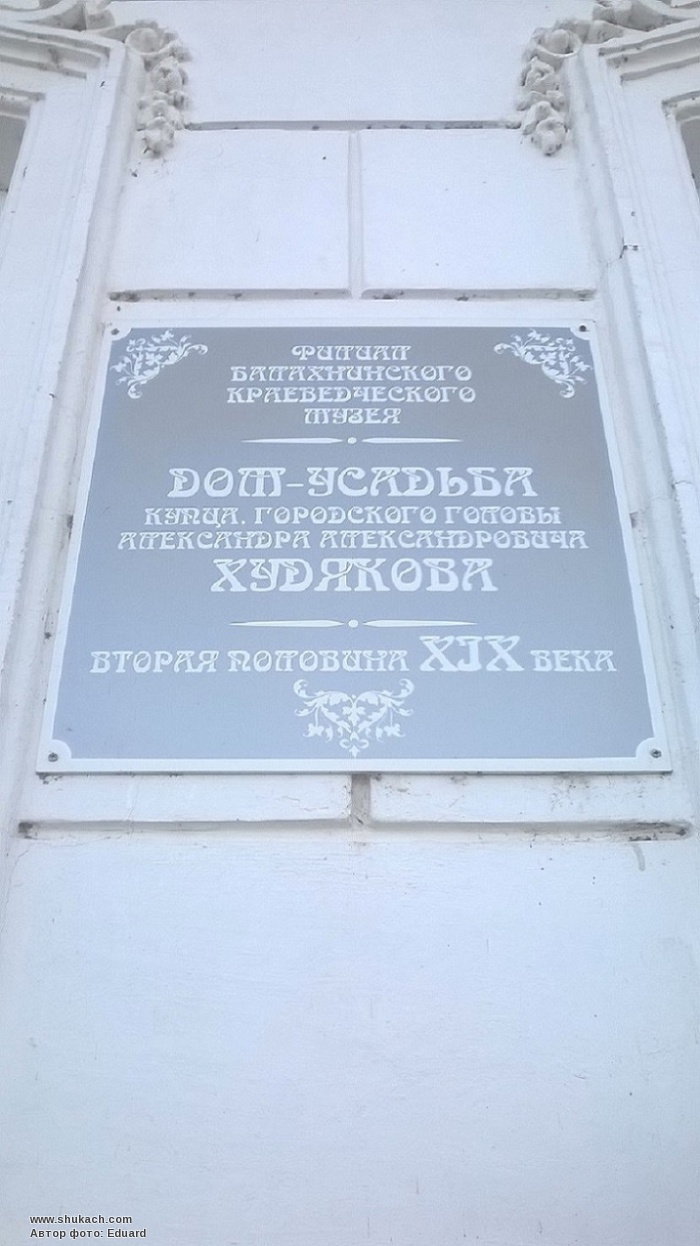 ФИЛИАЛ
БАЛАХНИНСКОГО
КРАЕВЕДЧЕСКОГО
МУЗЕЯ
ДОМ-УСАДЬБА
КУПЦА, ГОРОДСКОГО ГОЛОВЫ
АЛЕКСАНДРА АЛЕКСАНДРОВИЧА
ХУДЯКОВА
ВТОРАЯ ПОЛОВИНА XIX ВЕКА
www.shukach.com
Автор фото: Eduard